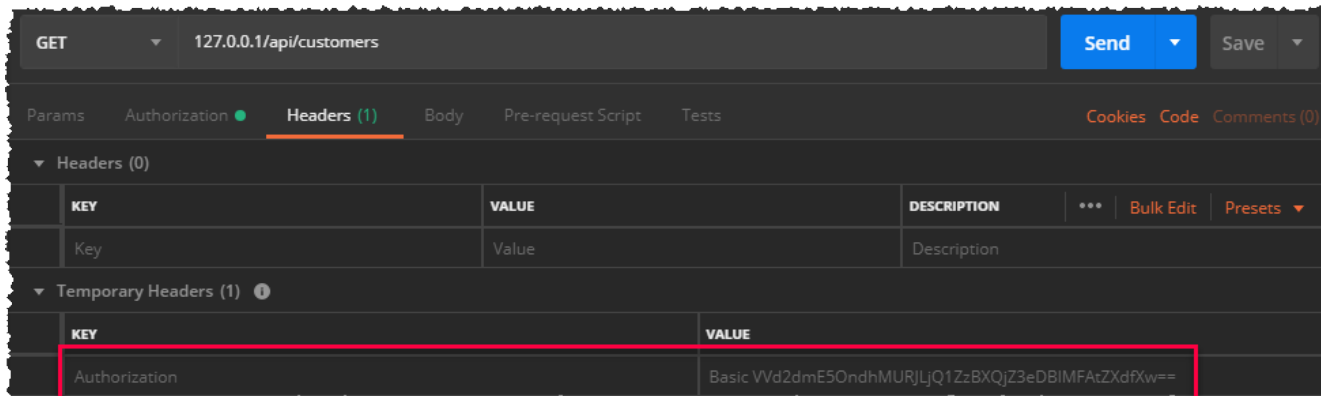 GET 127.0.0.1/api/customers Send Save
Params Authorization Headers (1) Body Pre-request Script Tests Cookies Code Comments (0)
Headers (0)
KEY VALUE DESCRIPTION ••• Bulk Edit Presets
Key Value Description
Temporary Headers (1)
KEY VALUE
Authorization Basic VVd2dmE5OndhMURJLjQ1ZzBXQjZ3eDBIMFAtZXdfXw==